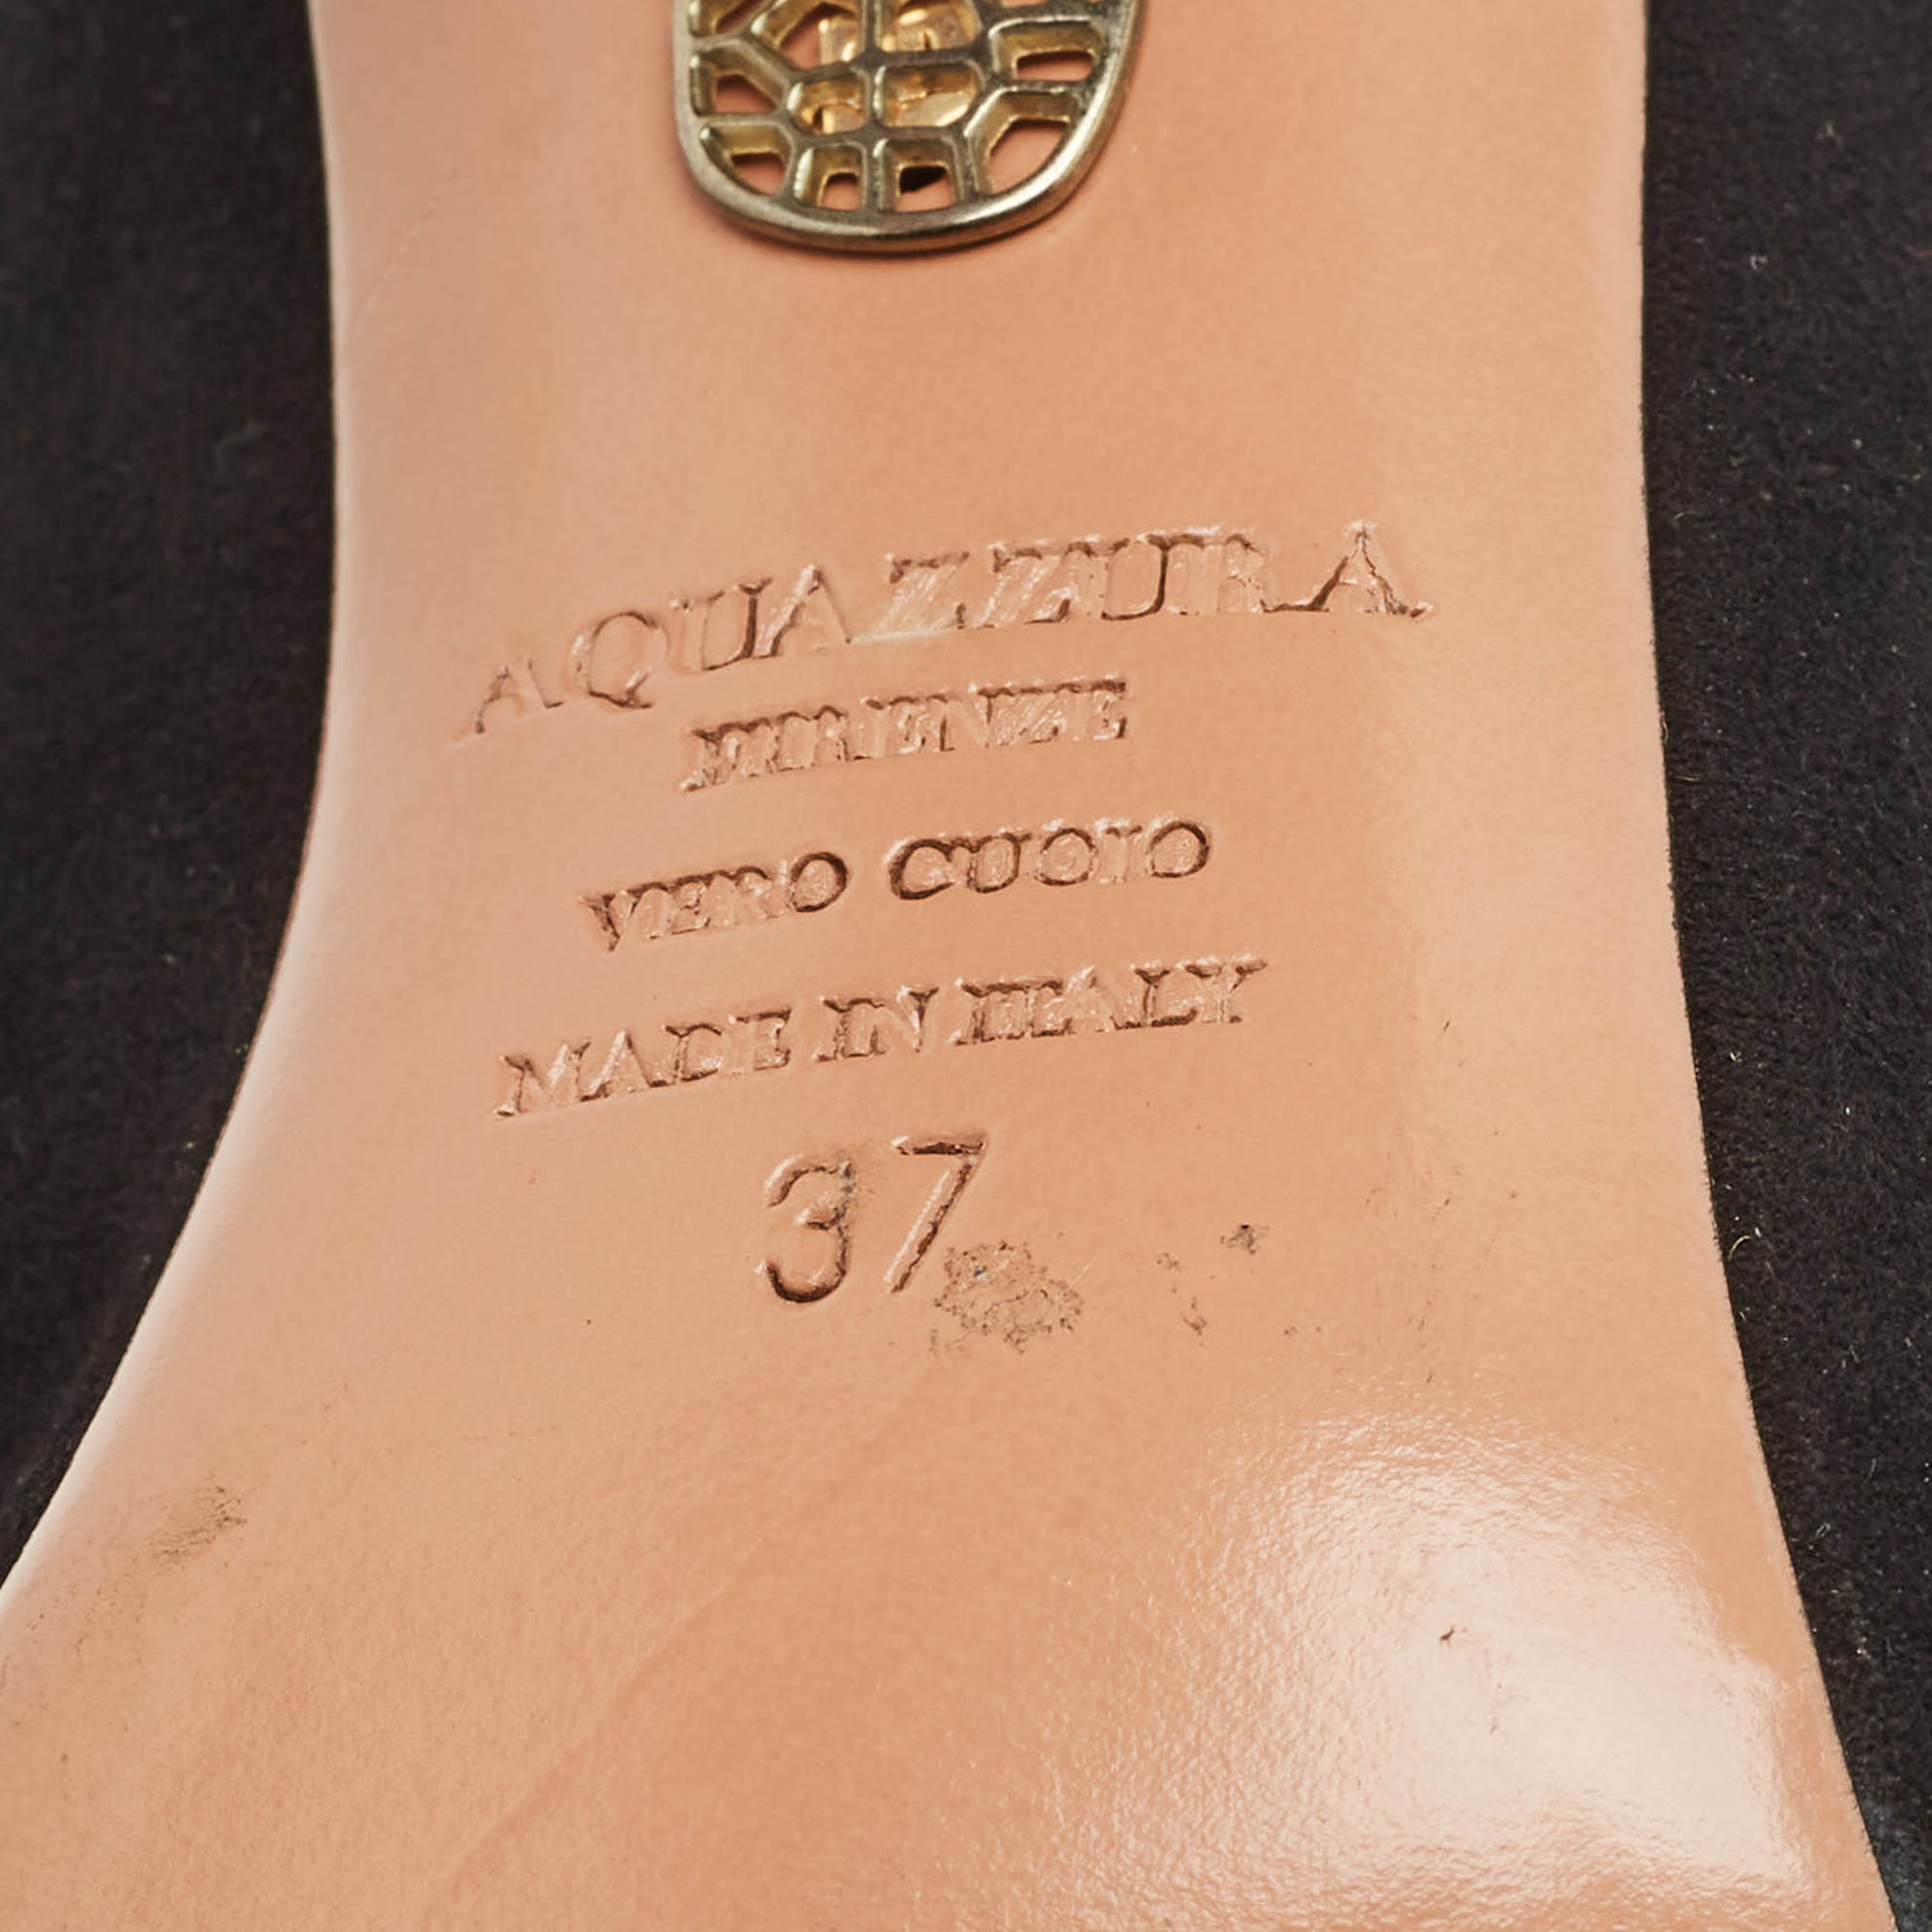 AQUAZZURA
FIRENZE
VERO CUOIO
MADE IN ITALY
37